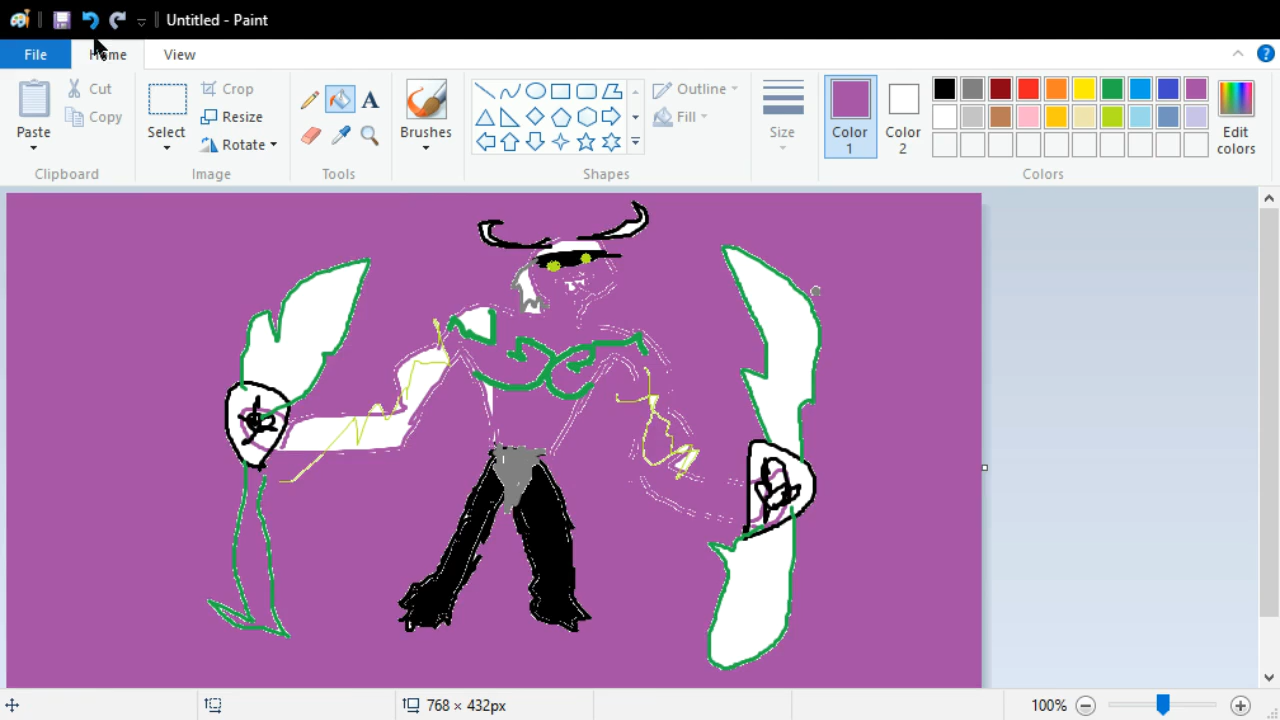 Untitled - Paint
File Home View
Paste Cut Copy Select Crop Resize Rotate A Brushes Outline Fill Size Color 1 Color 2 Edit colors
Clipboard Image Tools Shapes Colors
768 × 432px 100%